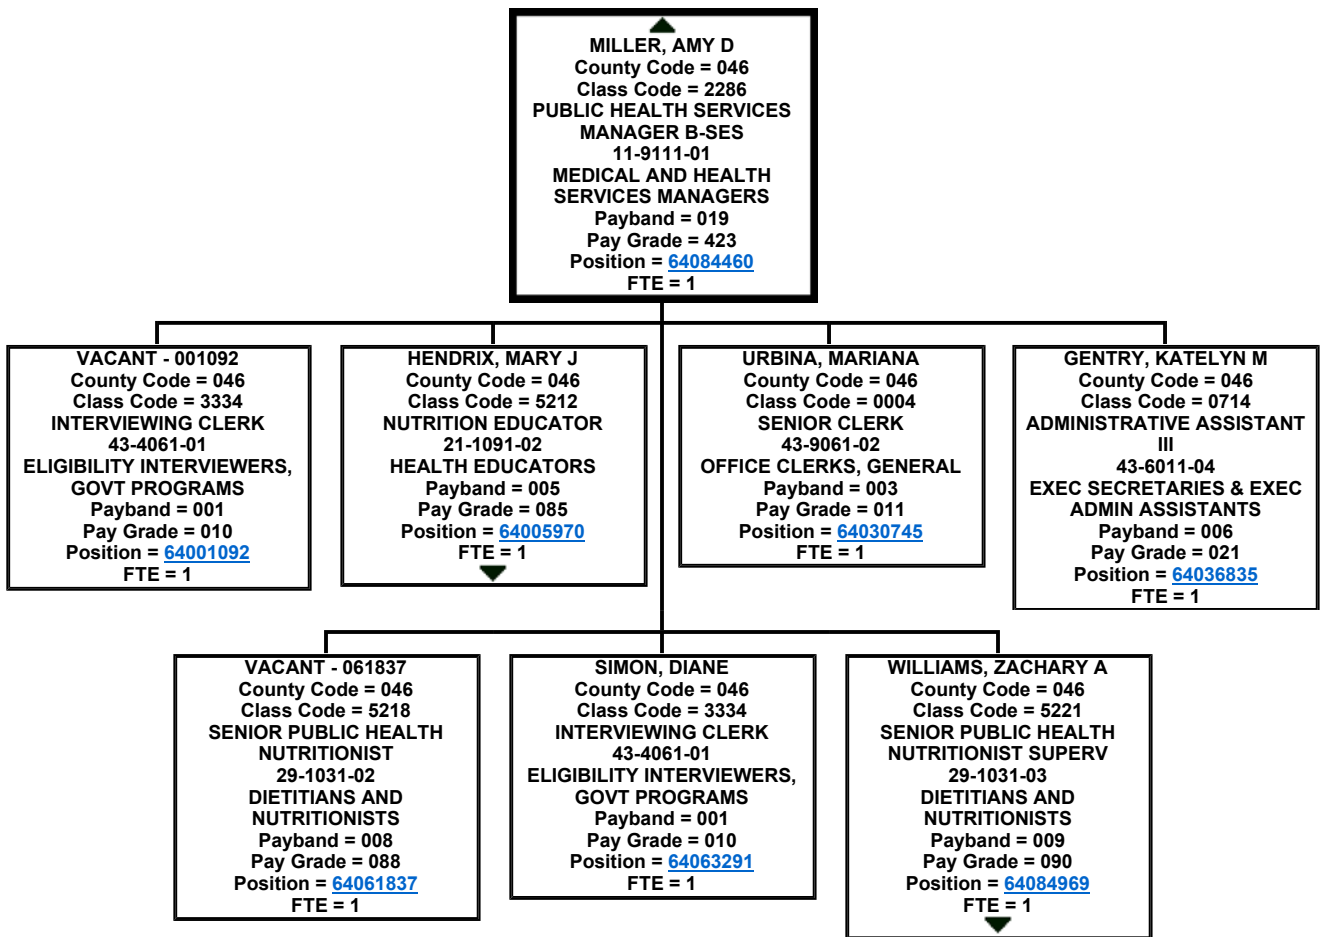 MILLER, AMY D
County Code = 046
Class Code = 2286
PUBLIC HEALTH SERVICES
MANAGER B-SES
11-9111-01
MEDICAL AND HEALTH
SERVICES MANAGERS
Payband = 019
Pay Grade = 423
Position = 64084460
FTE = 1
VACANT - 001092
County Code = 046
Class Code = 3334
INTERVIEWING CLERK
43-4061-01
ELIGIBILITY INTERVIEWERS,
GOVT PROGRAMS
Payband = 001
Pay Grade = 010
Position = 64001092
FTE = 1
HENDRIX, MARY J
County Code = 046
Class Code = 5212
NUTRITION EDUCATOR
21-1091-02
HEALTH EDUCATORS
Payband = 005
Pay Grade = 085
Position = 64005970
FTE = 1
URBINA, MARIANA
County Code = 046
Class Code = 0004
SENIOR CLERK
43-9061-02
OFFICE CLERKS, GENERAL
Payband = 003
Pay Grade = 011
Position = 64030745
FTE = 1
GENTRY, KATELYN M
County Code = 046
Class Code = 0714
ADMINISTRATIVE ASSISTANT
III
43-6011-04
EXEC SECRETARIES & EXEC
ADMIN ASSISTANTS
Payband = 006
Pay Grade = 021
Position = 64036835
FTE = 1
VACANT - 061837
County Code = 046
Class Code = 5218
SENIOR PUBLIC HEALTH
NUTRITIONIST
29-1031-02
DIETITIANS AND
NUTRITIONISTS
Payband = 008
Pay Grade = 088
Position = 64061837
FTE = 1
SIMON, DIANE
County Code = 046
Class Code = 3334
INTERVIEWING CLERK
43-4061-01
ELIGIBILITY INTERVIEWERS,
GOVT PROGRAMS
Payband = 001
Pay Grade = 010
Position = 64063291
FTE = 1
WILLIAMS, ZACHARY A
County Code = 046
Class Code = 5221
SENIOR PUBLIC HEALTH
NUTRITIONIST SUPERV
29-1031-03
DIETITIANS AND
NUTRITIONISTS
Payband = 009
Pay Grade = 090
Position = 64084969
FTE = 1